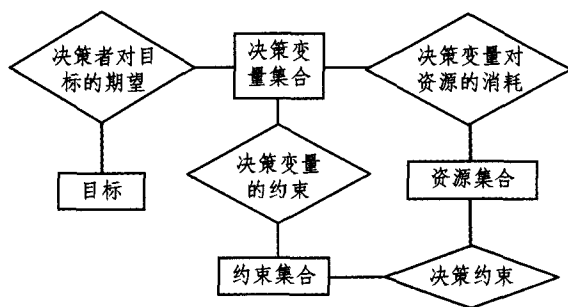 决策者对目
标的期望
决策变
量集合
决策变量对
资源的消耗
目标
决策变量
的约束
资源集合
约束集合
决策约束